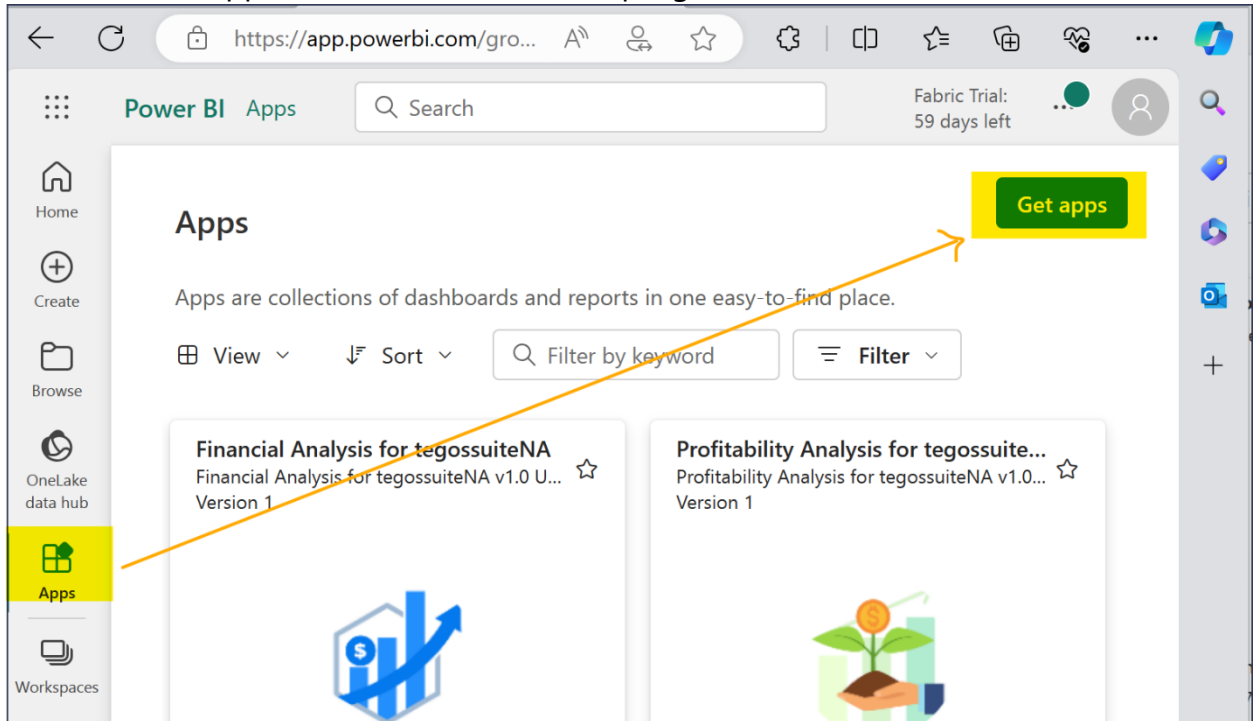 https://app.powerbi.com/gro...
Power BI Apps
Search
Fabric Trial:
59 days left
Home
Create
Browse
OneLake
data hub
Apps
Workspaces
Apps
Get apps
Apps are collections of dashboards and reports in one easy-to-find place.
View
Sort
Filter by keyword
Filter
Financial Analysis for tegossuiteNA
Financial Analysis for tegossuiteNA v1.0 U...
Version 1
Profitability Analysis for tegossuite...
Profitability Analysis for tegossuiteNA v1.0...
Version 1